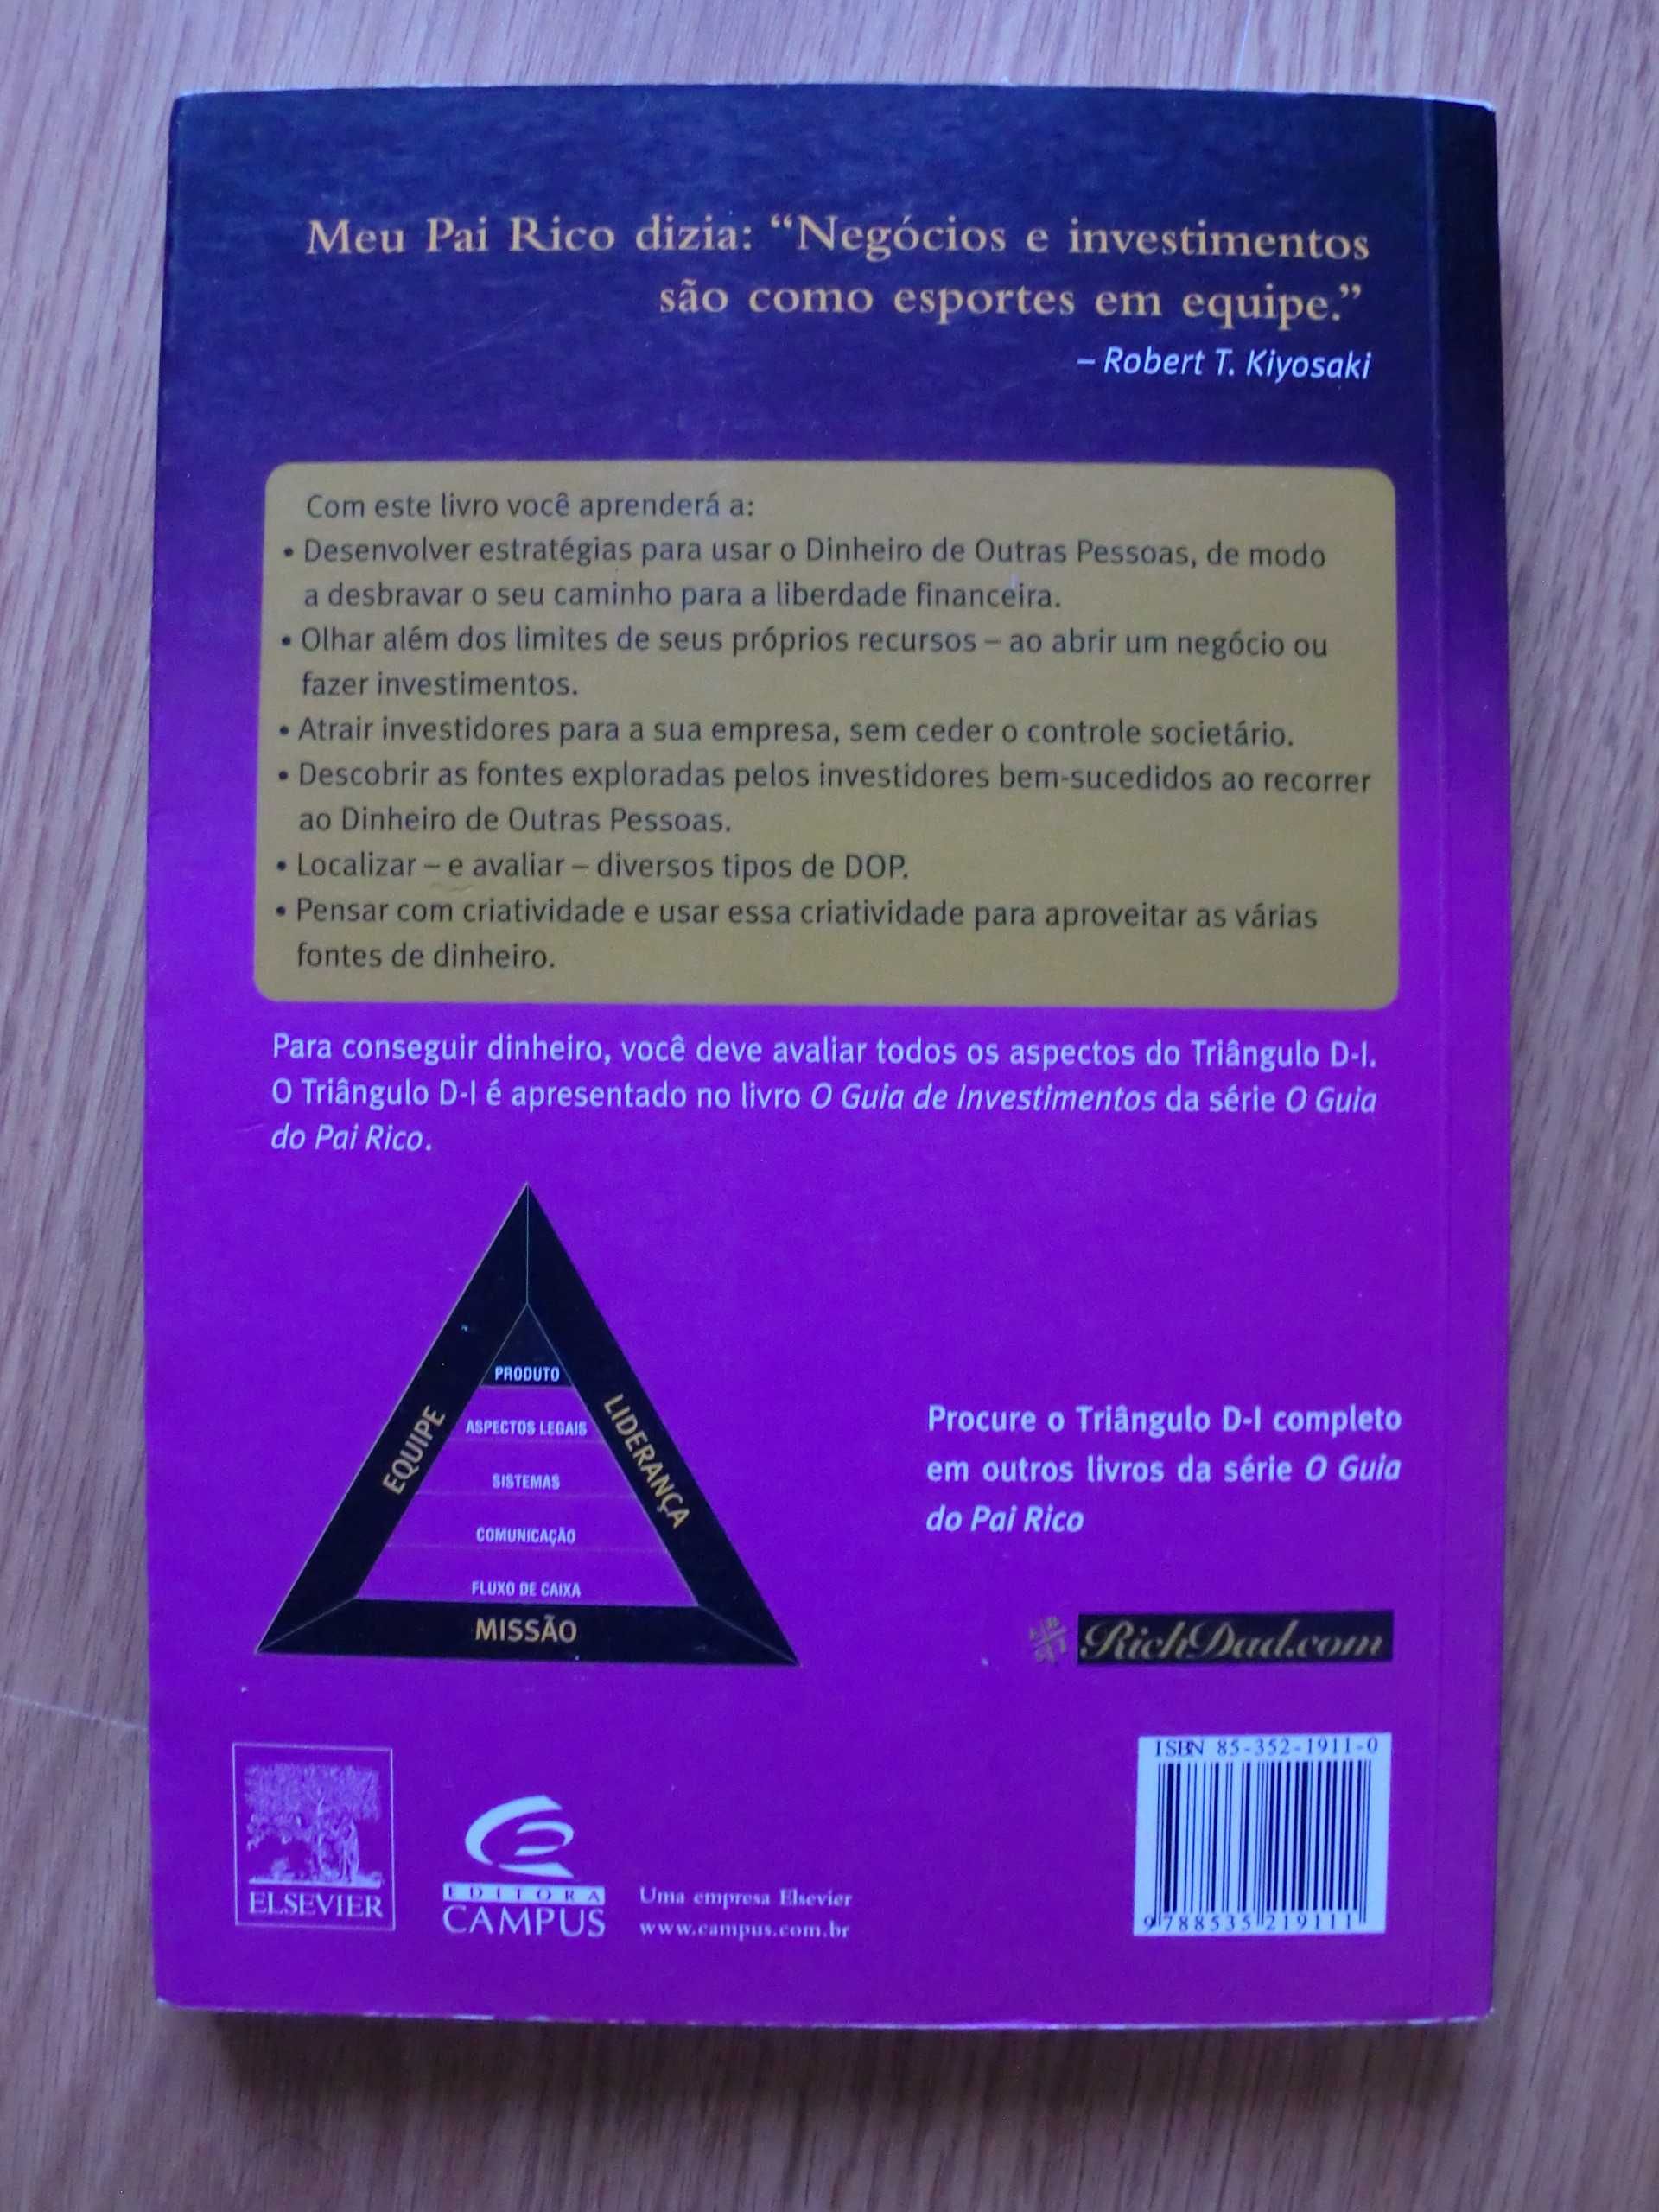 Meu Pai Rico dizia: “Negócios e investimentos
são como esportes em equipe.”
– Robert T. Kiyosaki
Com este livro você aprenderá a:
• Desenvolver estratégias para usar o Dinheiro de Outras Pessoas, de modo
a desbravar o seu caminho para a liberdade financeira.
• Olhar além dos limites de seus próprios recursos – ao abrir um negócio ou
fazer investimentos.
• Atrair investidores para a sua empresa, sem ceder o controle societário.
• Descobrir as fontes exploradas pelos investidores bem-sucedidos ao recorrer
ao Dinheiro de Outras Pessoas.
• Localizar – e avaliar – diversos tipos de DOP.
• Pensar com criatividade e usar essa criatividade para aproveitar as várias
fontes de dinheiro.
Para conseguir dinheiro, você deve avaliar todos os aspectos do Triângulo D-I.
O Triângulo D-I é apresentado no livro O Guia de Investimentos da série O Guia
do Pai Rico.
EQUIPE
LIDERANÇA
PRODUTO
ASPECTOS LEGAIS
SISTEMAS
COMUNICAÇÃO
FLUXO DE CAIXA
MISSÃO
Procure o Triângulo D-I completo
em outros livros da série O Guia
do Pai Rico
RichDad.com
ELSEVIER
EDITORA
CAMPUS
Uma empresa Elsevier
www.campus.com.br
ISBN 85-352-1911-0
9788535219111